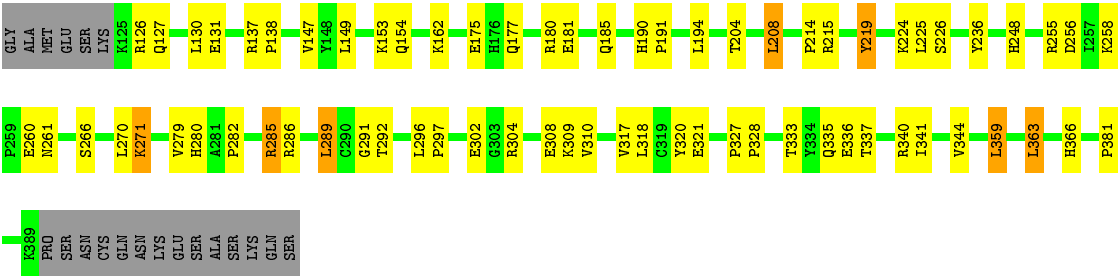 GLY ALA MET GLU SER LYS K125 R126 Q127 L130 E131 R137 P138 V147 Y148 L149 K153 Q154 K162 E175 H176 Q177 R180 E181 Q185 H190 P191 L194 T204 L208 P214 R215 Y219 K224 L225 S226 Y236 H248 R255 D256 I257 K258
P259 E260 N261 S266 L270 K271 V279 H280 A281 P282 R285 R286 L289 C290 G291 T292 L296 P297 E302 G303 R304 E308 K309 V310 V317 L318 C319 Y320 E321 P327 P328 T333 Y334 Q335 E336 T337 R340 I341 V344 L359 L363 H366 P381
K389 PRO SER ASN CYS GLN ASN LYS GLU SER ALA SER LYS GLN SER